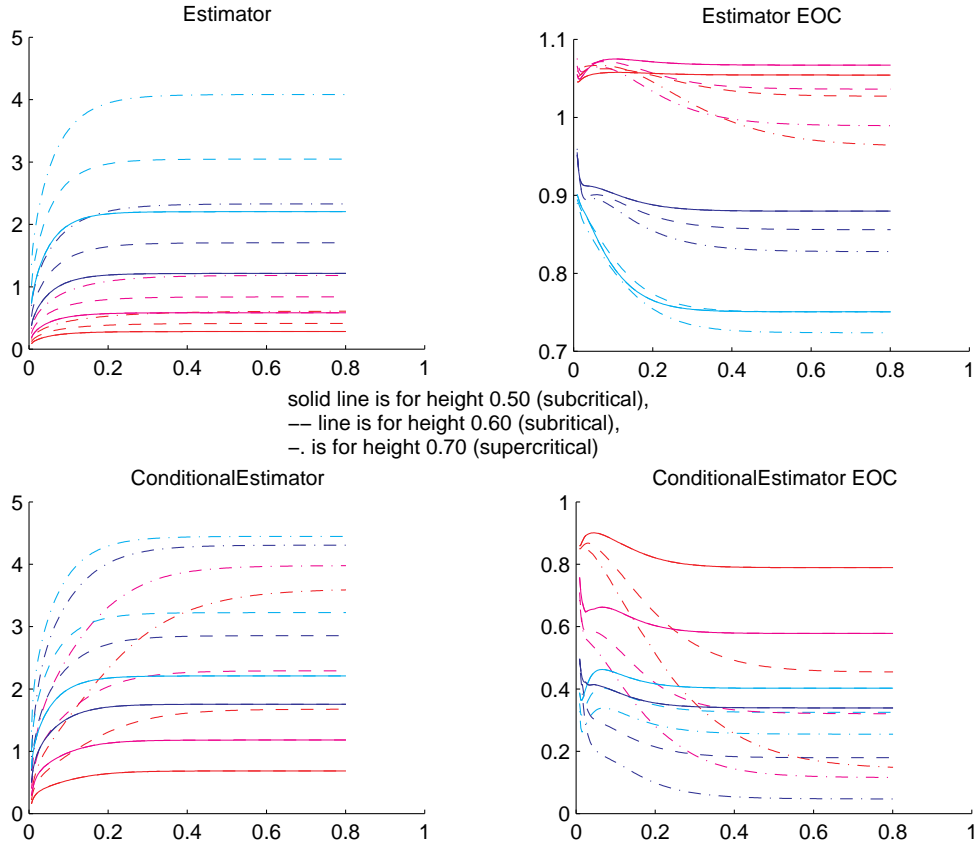 Estimator
Estimator EOC
5
4
3
2
1
0
0 0.2 0.4 0.6 0.8 1
1.1
1
0.9
0.8
0.7
0 0.2 0.4 0.6 0.8 1
solid line is for height 0.50 (subcritical),
−− line is for height 0.60 (subritical),
−. is for height 0.70 (supercritical)
ConditionalEstimator
ConditionalEstimator EOC
5
4
3
2
1
0
0 0.2 0.4 0.6 0.8 1
1
0.8
0.6
0.4
0.2
0
0 0.2 0.4 0.6 0.8 1